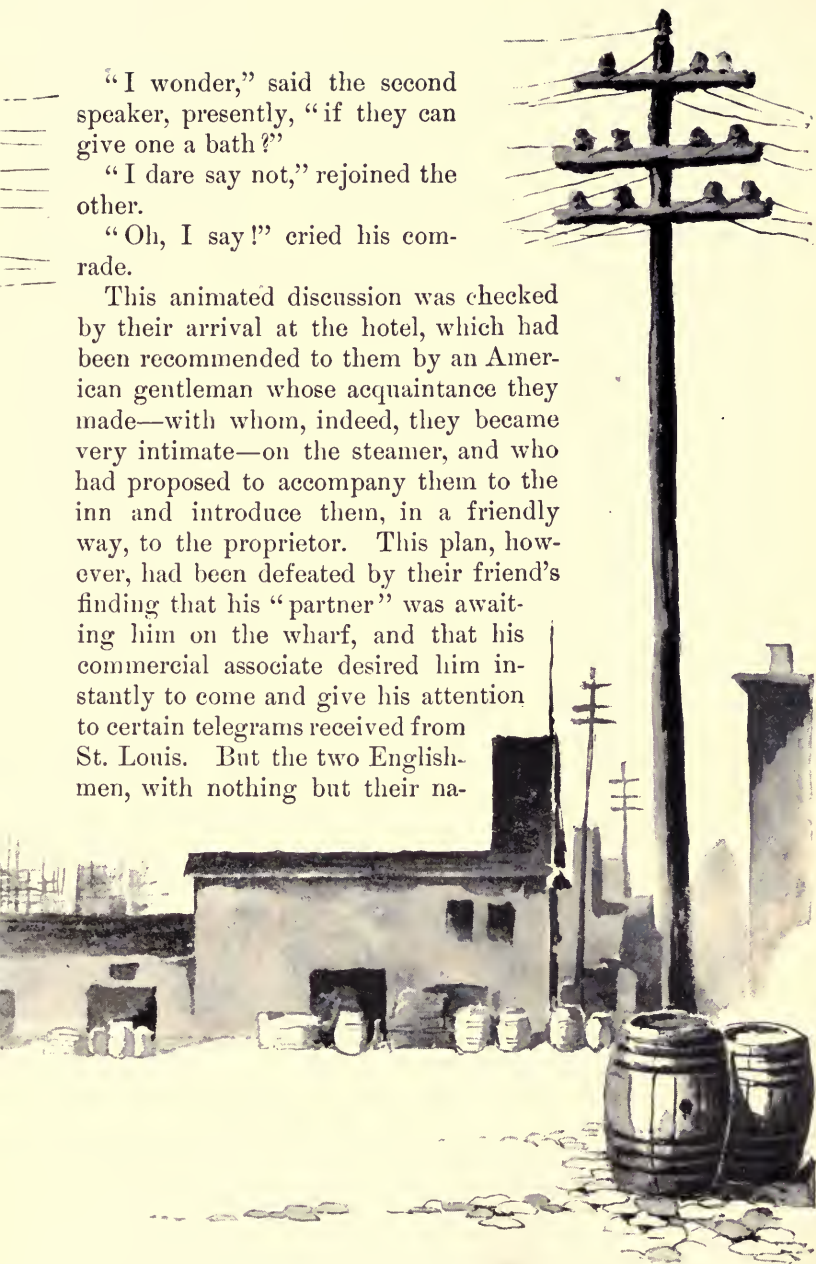 “I wonder,” said the second
speaker, presently, “if they can
give one a bath?”
“I dare say not,” rejoined the
other.
“Oh, I say!” cried his com-
rade.
This animated discussion was checked
by their arrival at the hotel, which had
been recommended to them by an Amer-
ican gentleman whose acquaintance they
made—with whom, indeed, they became
very intimate—on the steamer, and who
had proposed to accompany them to the
inn and introduce them, in a friendly
way, to the proprietor. This plan, how-
ever, had been defeated by their friend’s
finding that his “partner” was await-
ing him on the wharf, and that his
commercial associate desired him in-
stantly to come and give his attention
to certain telegrams received from
St. Louis. But the two English-
men, with nothing but their na-